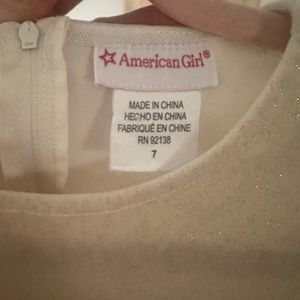 American Girl®
MADE IN CHINA
HECHO EN CHINA
FABRIQUÉ EN CHINE
RN 92138
7